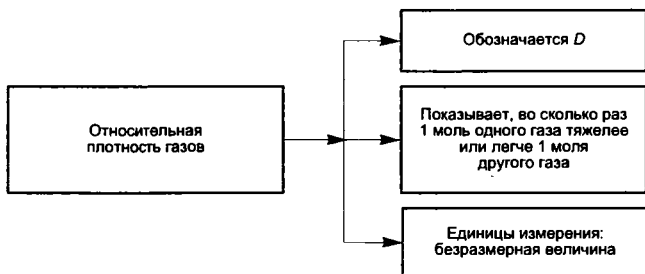 Относительная
плотность газов
Обозначается D
Показывает, во сколько раз
1 моль одного газа тяжелее
или легче 1 моля
другого газа
Единицы измерения:
безразмерная величина